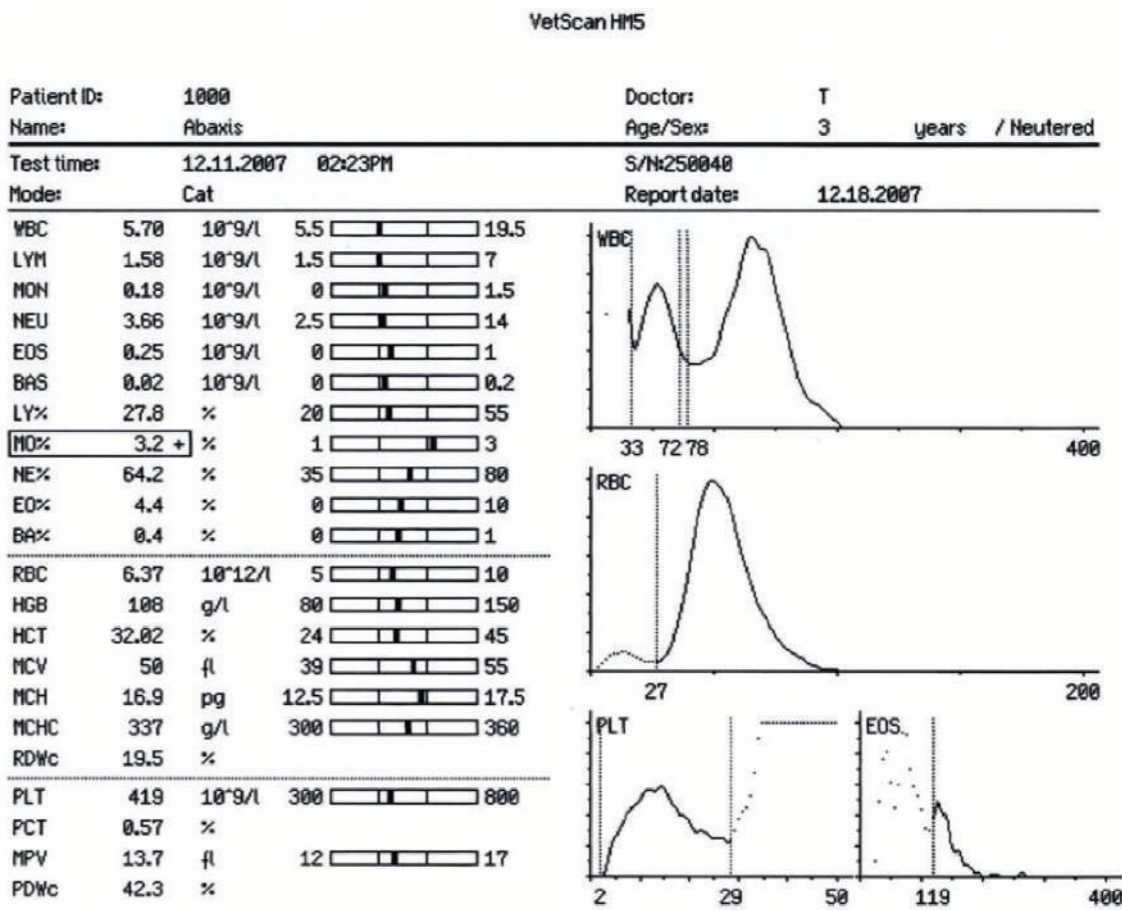 VetScan HM5
Patient ID: 1000 Doctor: T
Name: Abaxis Age/Sex: 3 years / Neutered
Test time: 12.11.2007 02:23PM S/N:250040
Mode: Cat Report date: 12.18.2007
WBC 5.70 10^9/l 5.5 19.5
LYM 1.58 10^9/l 1.5 7
MON 0.18 10^9/l 0 1.5
NEU 3.66 10^9/l 2.5 14
EOS 0.25 10^9/l 0 1
BAS 0.02 10^9/l 0 0.2
LY% 27.8 % 20 55
MO% 3.2 + % 1 3
NE% 64.2 % 35 80
EO% 4.4 % 0 10
BA% 0.4 % 0 1
RBC 6.37 10^12/l 5 10
HGB 108 g/l 80 150
HCT 32.02 % 24 45
MCV 50 fl 39 55
MCH 16.9 pg 12.5 17.5
MCHC 337 g/l 300 360
RDWc 19.5 %
PLT 419 10^9/l 300 800
PCT 0.57 %
MPV 13.7 fl 12 17
PDWc 42.3 %
WBC
33 72 78 400
RBC
27 200
PLT
2 29 50
EOS
119 400